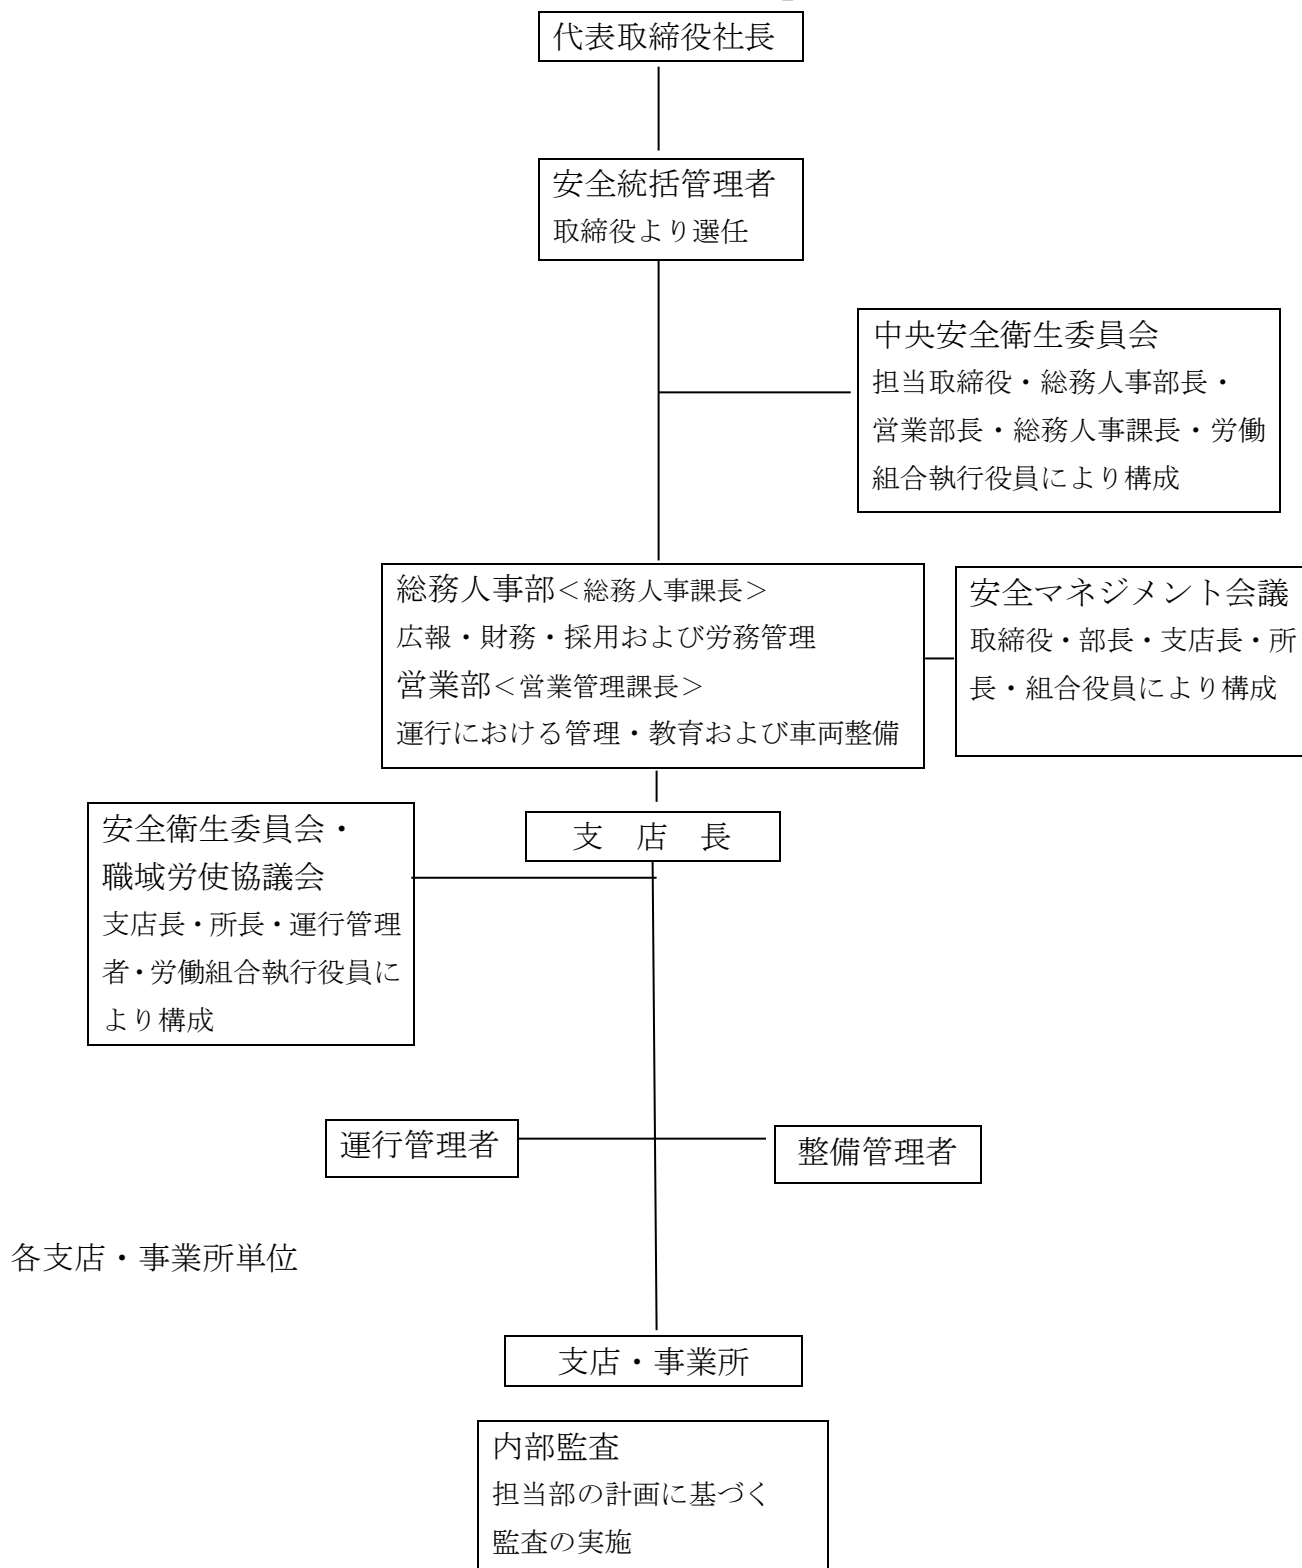 代表取締役社長
安全統括管理者
取締役より選任
中央安全衛生委員会
担当取締役・総務人事部長・
営業部長・総務人事課長・労働
組合執行役員により構成
総務人事部＜総務人事課長＞
広報・財務・採用および労務管理
営業部＜営業管理課長＞
運行における管理・教育および車両整備
安全マネジメント会議
取締役・部長・支店長・所
長・組合役員により構成
支　店　長
安全衛生委員会・
職域労使協議会
支店長・所長・運行管理
者・労働組合執行役員に
より構成
運行管理者
整備管理者
各支店・事業所単位
支店・事業所
内部監査
担当部の計画に基づく
監査の実施